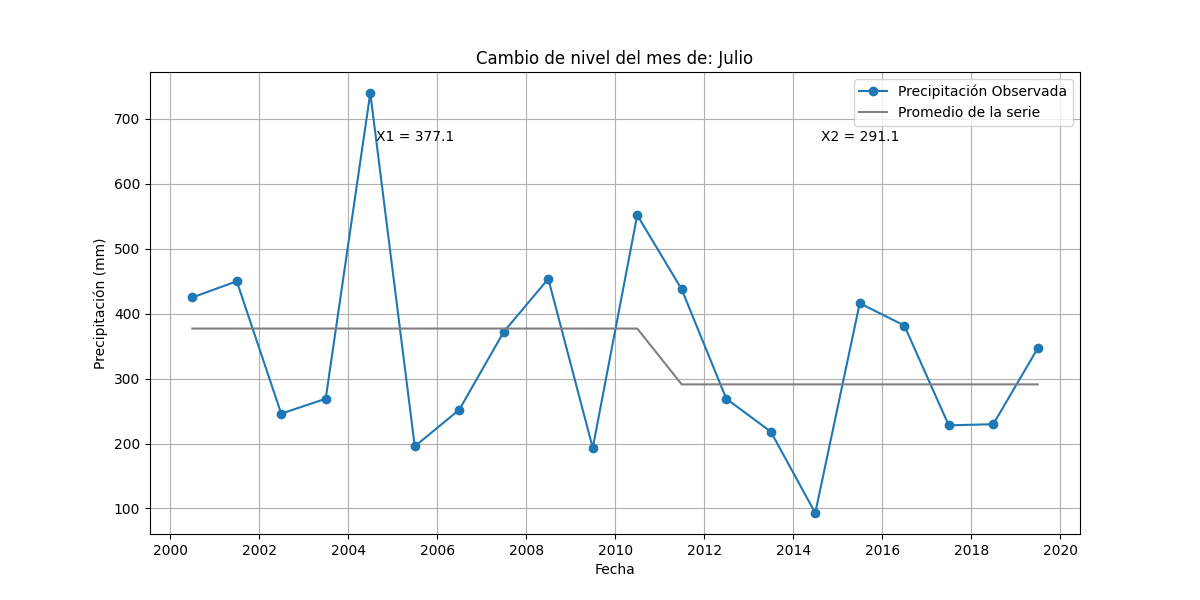 Cambio de nivel del mes de: Julio
Precipitación Observada
Promedio de la serie
X1 = 377.1
X2 = 291.1
Precipitación (mm)
700
600
500
400
300
200
100
2000 2002 2004 2006 2008 2010 2012 2014 2016 2018 2020
Fecha